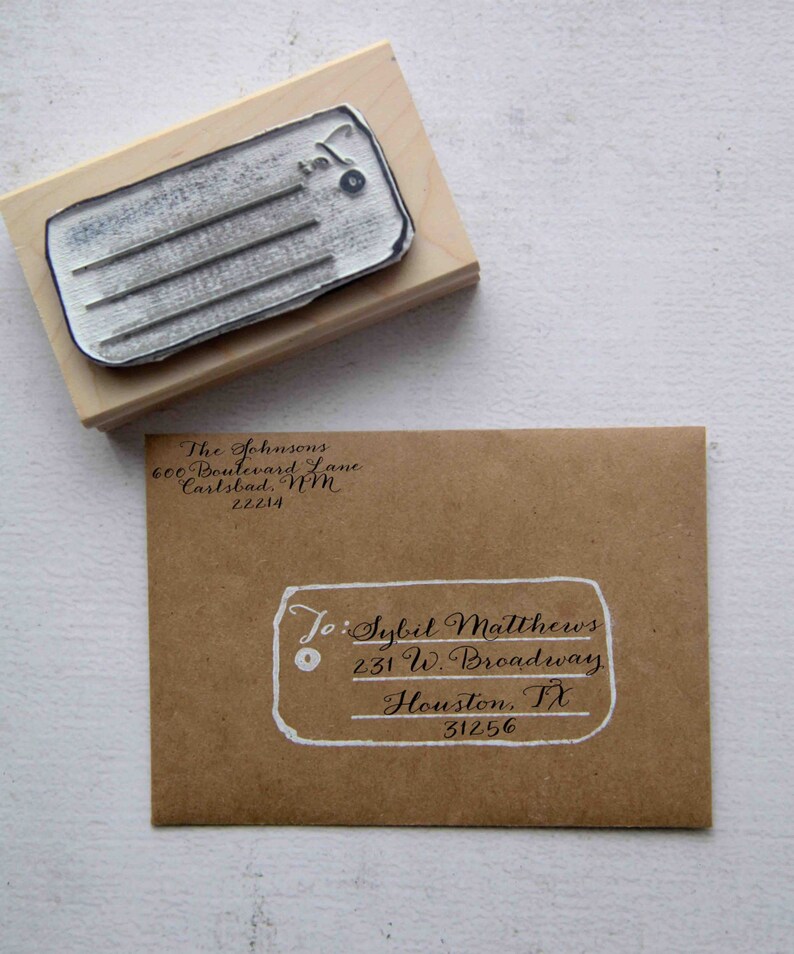 The Johnsons
600 Boulevard Lane
Carlsbad, NM
22214
To: Sybil Matthews
231 W. Broadway
Houston, TX
31256